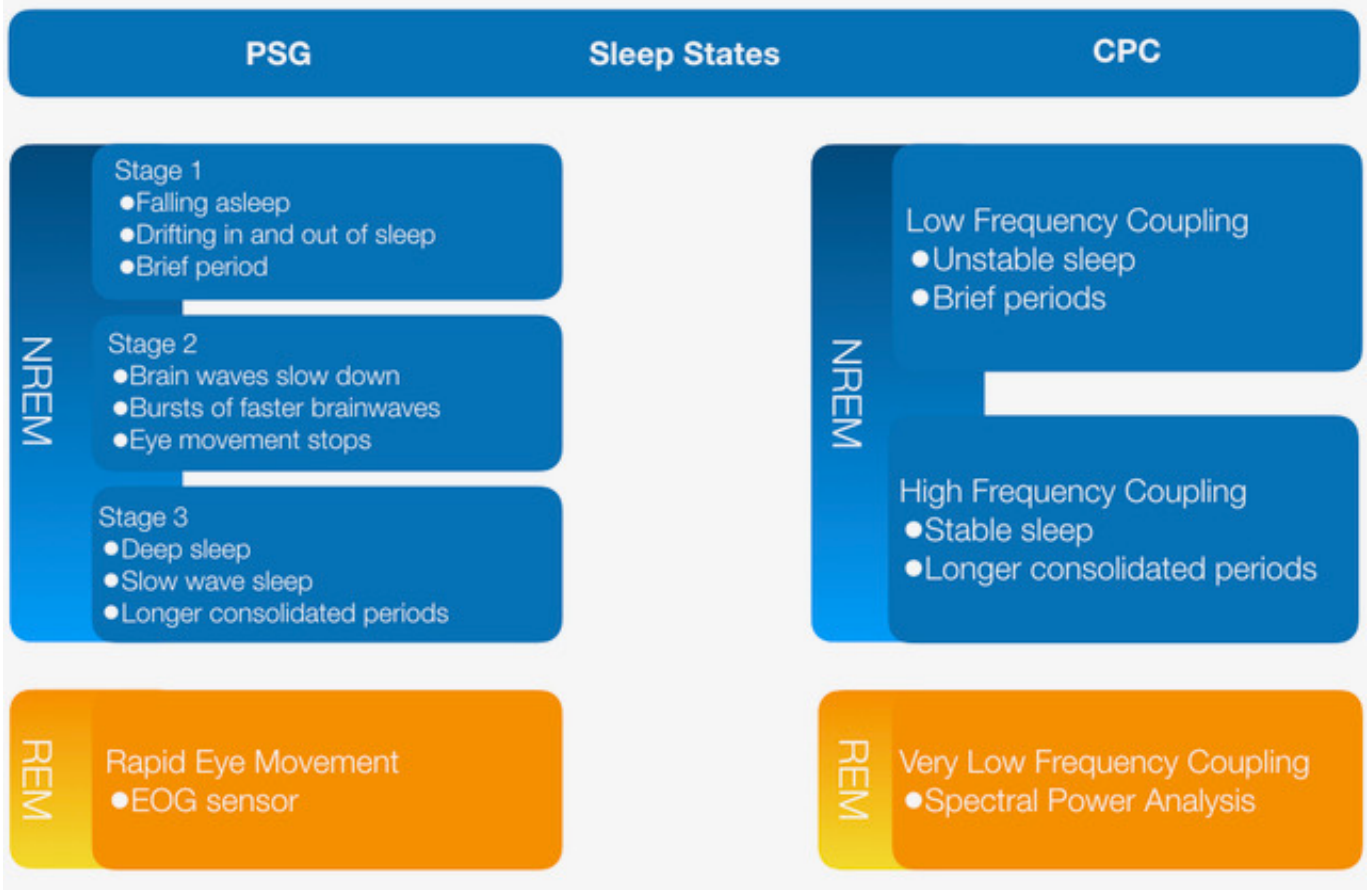 PSG Sleep States CPC
NREM
Stage 1
●Falling asleep
●Drifting in and out of sleep
●Brief period
Stage 2
●Brain waves slow down
●Bursts of faster brainwaves
●Eye movement stops
Stage 3
●Deep sleep
●Slow wave sleep
●Longer consolidated periods
REM
Rapid Eye Movement
●EOG sensor
NREM
Low Frequency Coupling
●Unstable sleep
●Brief periods
High Frequency Coupling
●Stable sleep
●Longer consolidated periods
REM
Very Low Frequency Coupling
●Spectral Power Analysis